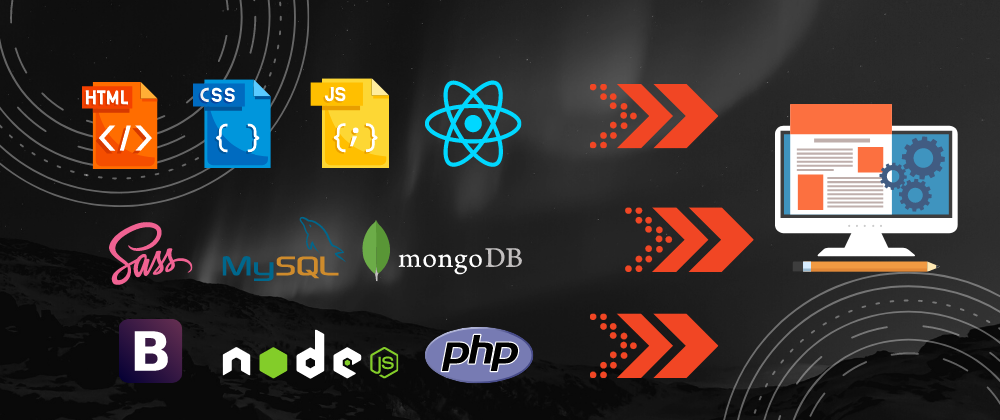 HTML
</>
CSS
{ }
JS
{i}
Sass
MySQL
mongoDB
B
node
JS
php